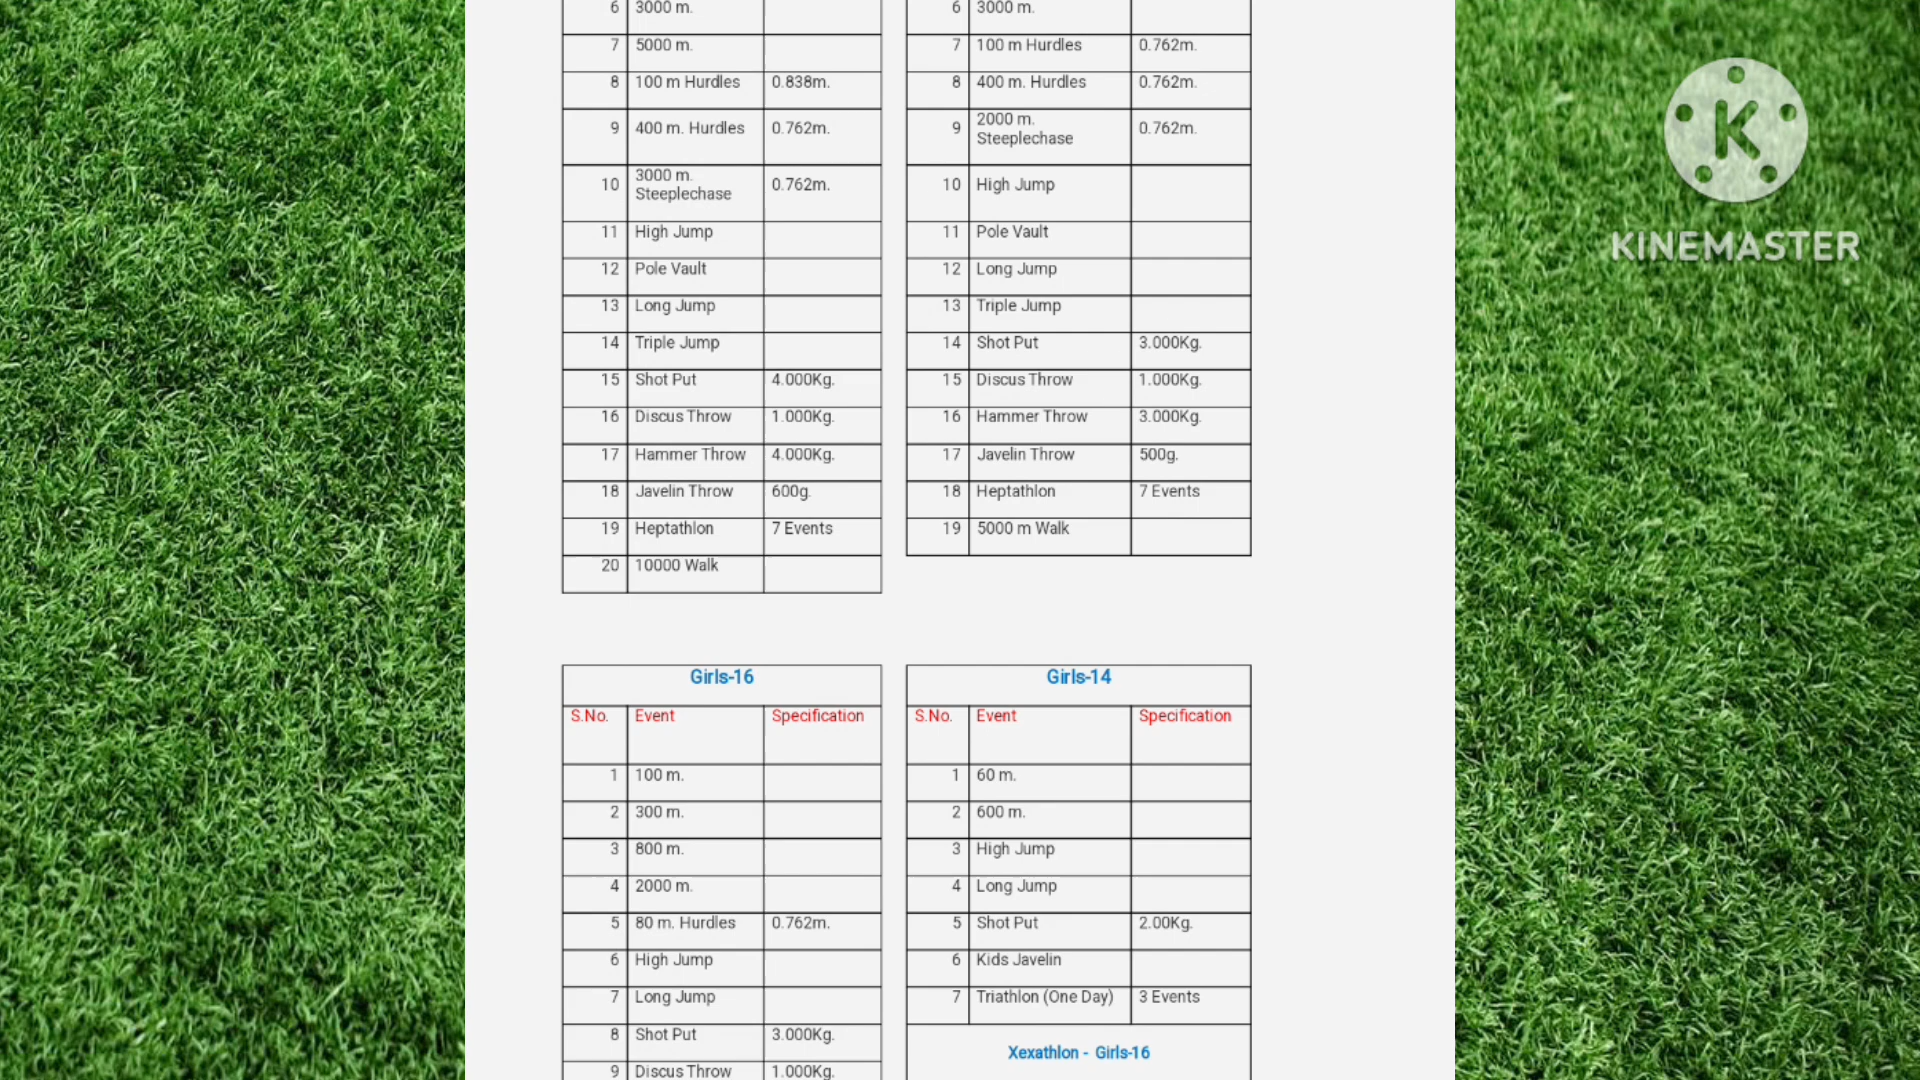 6 3000 m.
7 5000 m.
8 100 m Hurdles 0.838m.
9 400 m. Hurdles 0.762m.
10 3000 m. Steeplechase 0.762m.
11 High Jump
12 Pole Vault
13 Long Jump
14 Triple Jump
15 Shot Put 4.000Kg.
16 Discus Throw 1.000Kg.
17 Hammer Throw 4.000Kg.
18 Javelin Throw 600g.
19 Heptathlon 7 Events
20 10000 Walk
6 3000 m.
7 100 m Hurdles 0.762m.
8 400 m. Hurdles 0.762m.
9 2000 m. Steeplechase 0.762m.
10 High Jump
11 Pole Vault
12 Long Jump
13 Triple Jump
14 Shot Put 3.000Kg.
15 Discus Throw 1.000Kg.
16 Hammer Throw 3.000Kg.
17 Javelin Throw 500g.
18 Heptathlon 7 Events
19 5000 m Walk
Girls-16
S.No. Event Specification
1 100 m.
2 300 m.
3 800 m.
4 2000 m.
5 80 m. Hurdles 0.762m.
6 High Jump
7 Long Jump
8 Shot Put 3.000Kg.
9 Discus Throw 1.000Kg.
Girls-14
S.No. Event Specification
1 60 m.
2 600 m.
3 High Jump
4 Long Jump
5 Shot Put 2.00Kg.
6 Kids Javelin
7 Triathlon (One Day) 3 Events
Xexathlon - Girls-16
K
KINEMASTER